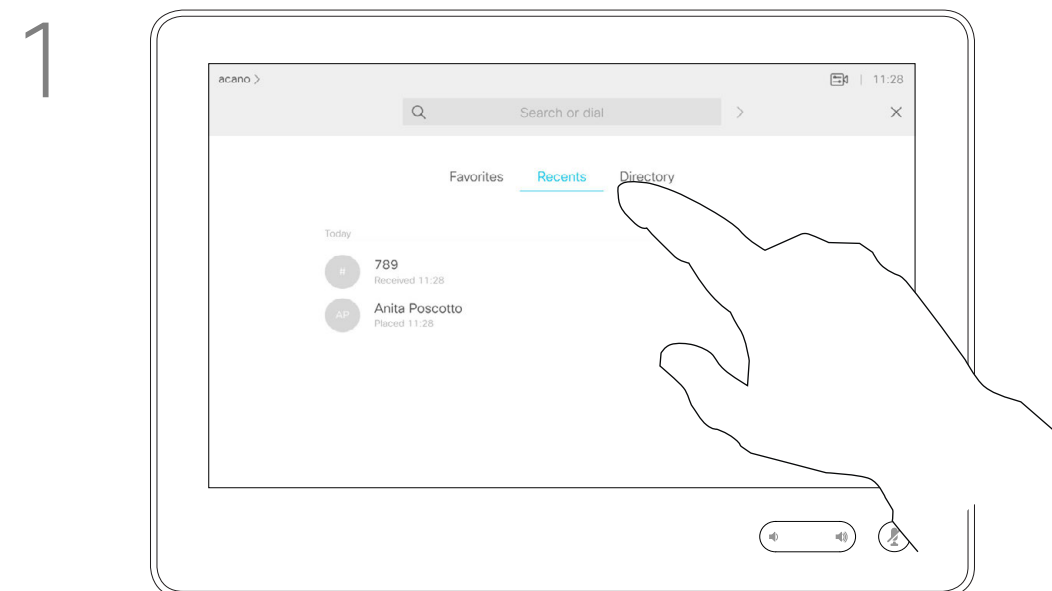 1
acano > 11:28
Search or dial >
Favorites Recents Directory
Today
# 789
Received 11:28
AP Anita Poscotto
Placed 11:28